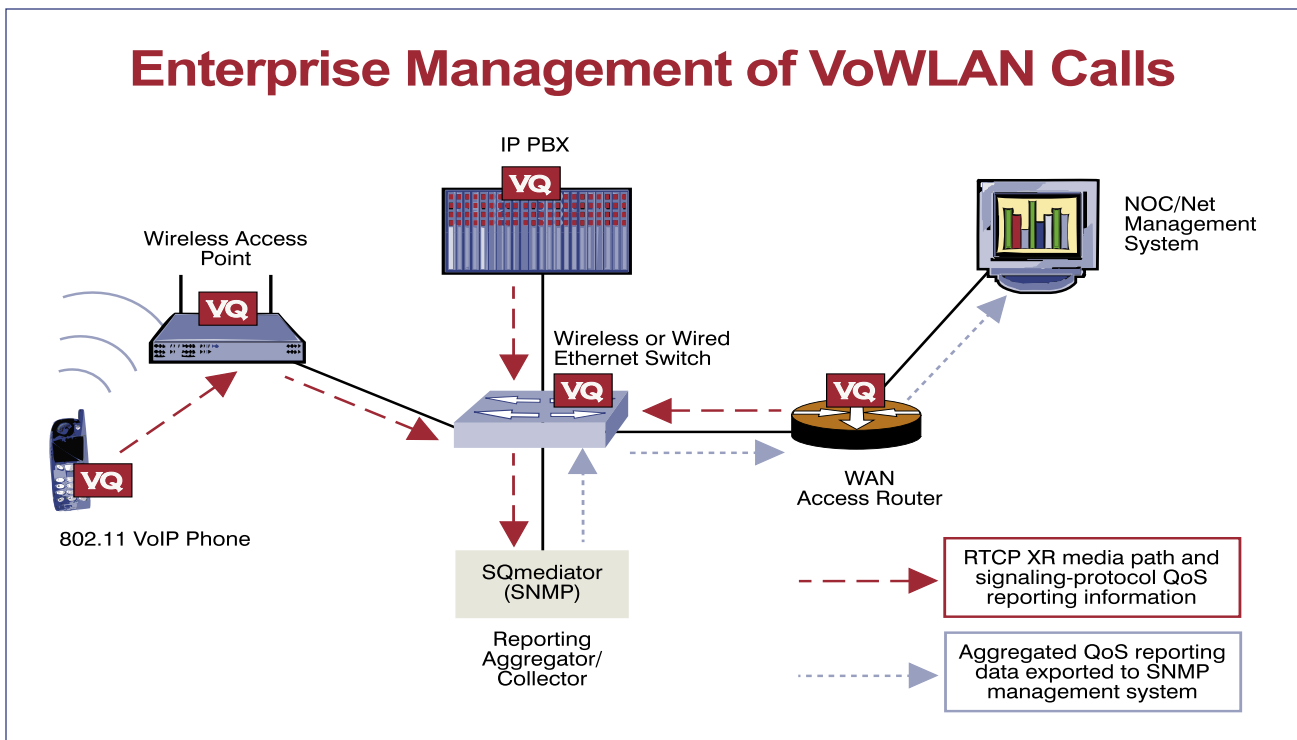 Enterprise Management of VoWLAN Calls
IP PBX
VQ
NOC/Net
Management
System
Wireless Access
Point
VQ
Wireless or Wired
Ethernet Switch
VQ
VQ
VQ
802.11 VoIP Phone
WAN
Access Router
SQmediator
(SNMP)
Reporting
Aggregator/
Collector
RTCP XR media path and
signaling-protocol QoS
reporting information
Aggregated QoS reporting
data exported to SNMP
management system